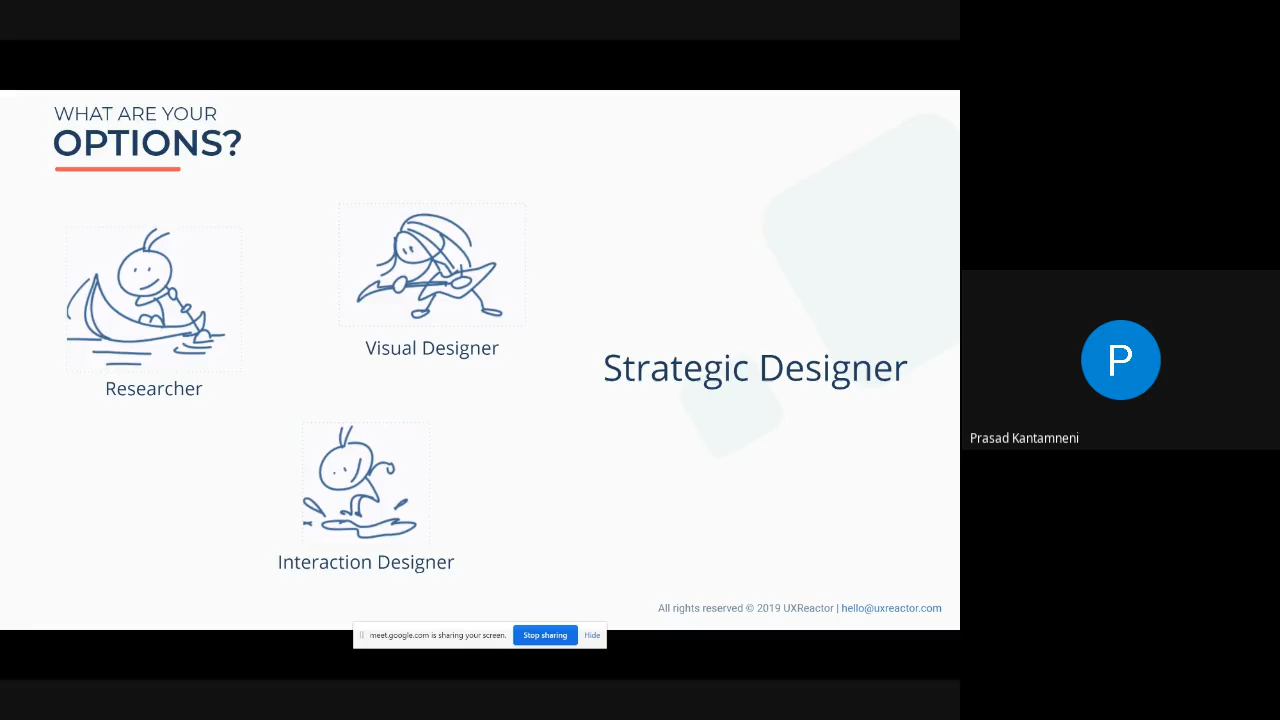 WHAT ARE YOUR
OPTIONS?
Researcher
Visual Designer
Strategic Designer
Interaction Designer
All rights reserved © 2019 UXReactor | hello@uxreactor.com
meet.google.com is sharing your screen. Stop sharing Hide
P
Prasad Kantamneni